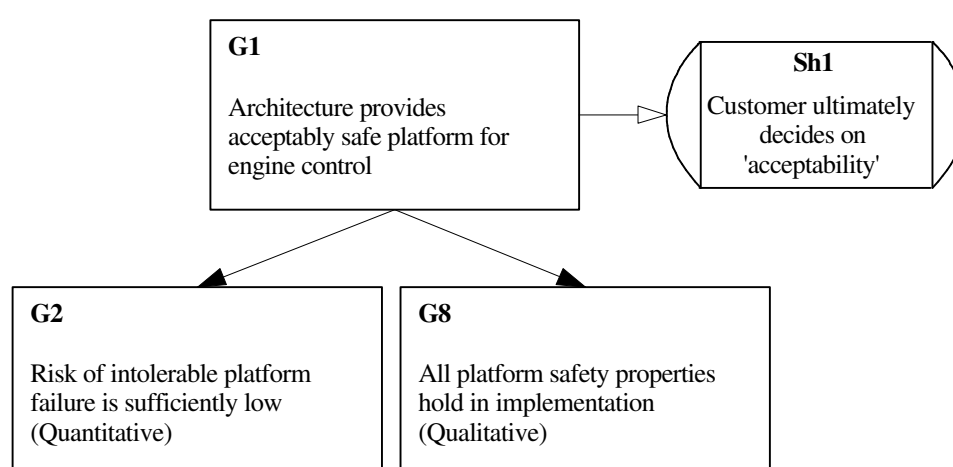 G1
Architecture provides
acceptably safe platform for
engine control
Sh1
Customer ultimately
decides on
'acceptability'
G2
Risk of intolerable platform
failure is sufficiently low
(Quantitative)
G8
All platform safety properties
hold in implementation
(Qualitative)